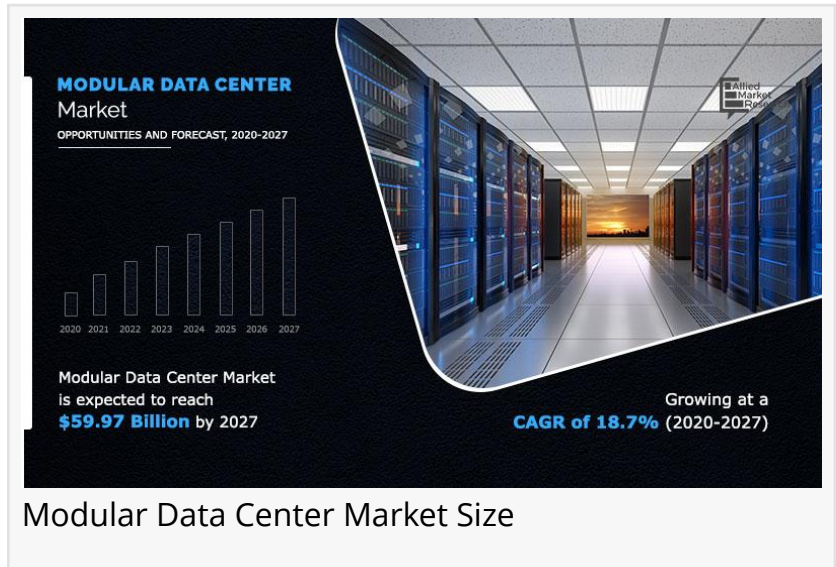 MODULAR DATA CENTER
Market
OPPORTUNITIES AND FORECAST, 2020-2027
Allied
Market
2020 2021 2022 2023 2024 2025 2026 2027
Modular Data Center Market
is expected to reach
$59.97 Billion by 2027
Growing at a
CAGR of 18.7% (2020-2027)
Modular Data Center Market Size